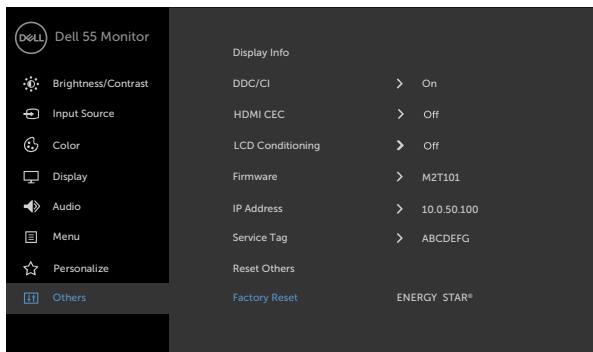 DELL
Dell 55 Monitor
Brightness/Contrast
Input Source
Color
Display
Audio
Menu
Personalize
Others
Display Info
DDC/CI > On
HDMI CEC > Off
LCD Conditioning > Off
Firmware > M2T101
IP Address > 10.0.50.100
Service Tag > ABCDEFG
Reset Others
Factory Reset ENERGY STAR®